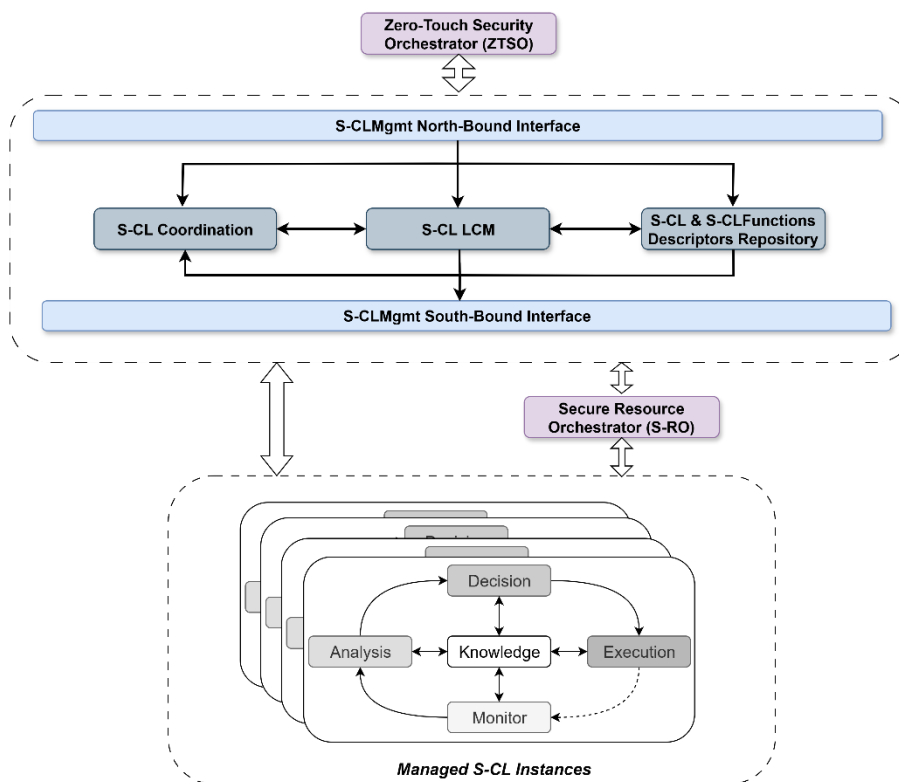 Zero-Touch Security
Orchestrator (ZTSO)
S-CLMgmt North-Bound Interface
S-CL Coordination
S-CL LCM
S-CL & S-CLFunctions
Descriptors Repository
S-CLMgmt South-Bound Interface
Secure Resource
Orchestrator (S-RO)
Decision
Analysis
Knowledge
Execution
Monitor
Managed S-CL Instances